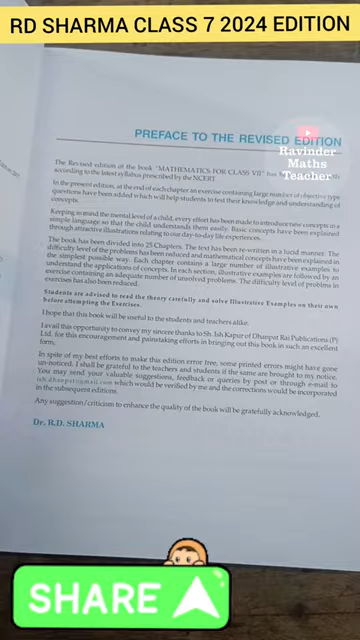 RD SHARMA CLASS 7 2024 EDITION
PREFACE TO THE REVISED EDITION
Ravinder
Maths
Teacher
The Revised edition of the book "MATHEMATICS FOR CLASS VII" has
according to the latest syllabus prescribed by the NCERT
In the present edition, at the end of each chapter an exercise containing large number of objective type
questions have been added which will help students to test their knowledge and understanding of
concepts.
Keeping in mind the mental level of a child, every effort has been made to introduce new concepts in a
simple language so that the child understands them easily. Basic concepts have been explained
through attractive illustrations relating to our day-to-day life experiences.
The book has been divided into 25 Chapters. The text has been re-written in a lucid manner. The
difficulty level of the problems has been reduced and mathematical concepts have been explained in
the simplest possible way. Each chapter contains a large number of illustrative examples to
understand the applications of concepts. In each section, illustrative examples are followed by an
exercise containing an adequate number of unsolved problems. The difficulty level of problem in
exercises has also been reduced.
Students are advised to read the theory carefully and solve Illustrative Examples on their own
before attempting the Exercises.
I hope that this book will be useful to the students and teachers alike.
I avail this opportunity to convey my sincere thanks to Sh. Ish Kapur of Dhanpat Rai Publications (P)
Ltd. for this encouragement and painstaking efforts in bringing out this book in such an excellent
form.
In spite of my best efforts to make this edition error free, some printed errors might have gone
un-noticed. I shall be grateful to the teachers and students if the same are brought to my notice.
You may send your valuable suggestions, feedback or queries by post or through e-mail to
ish.dhanpat@gmail.com which would be verified by me and the corrections would be incorporated
in the subsequent editions.
Any suggestion/criticism to enhance the quality of the book will be gratefully acknowledged.
Dr. R.D. SHARMA
SHARE